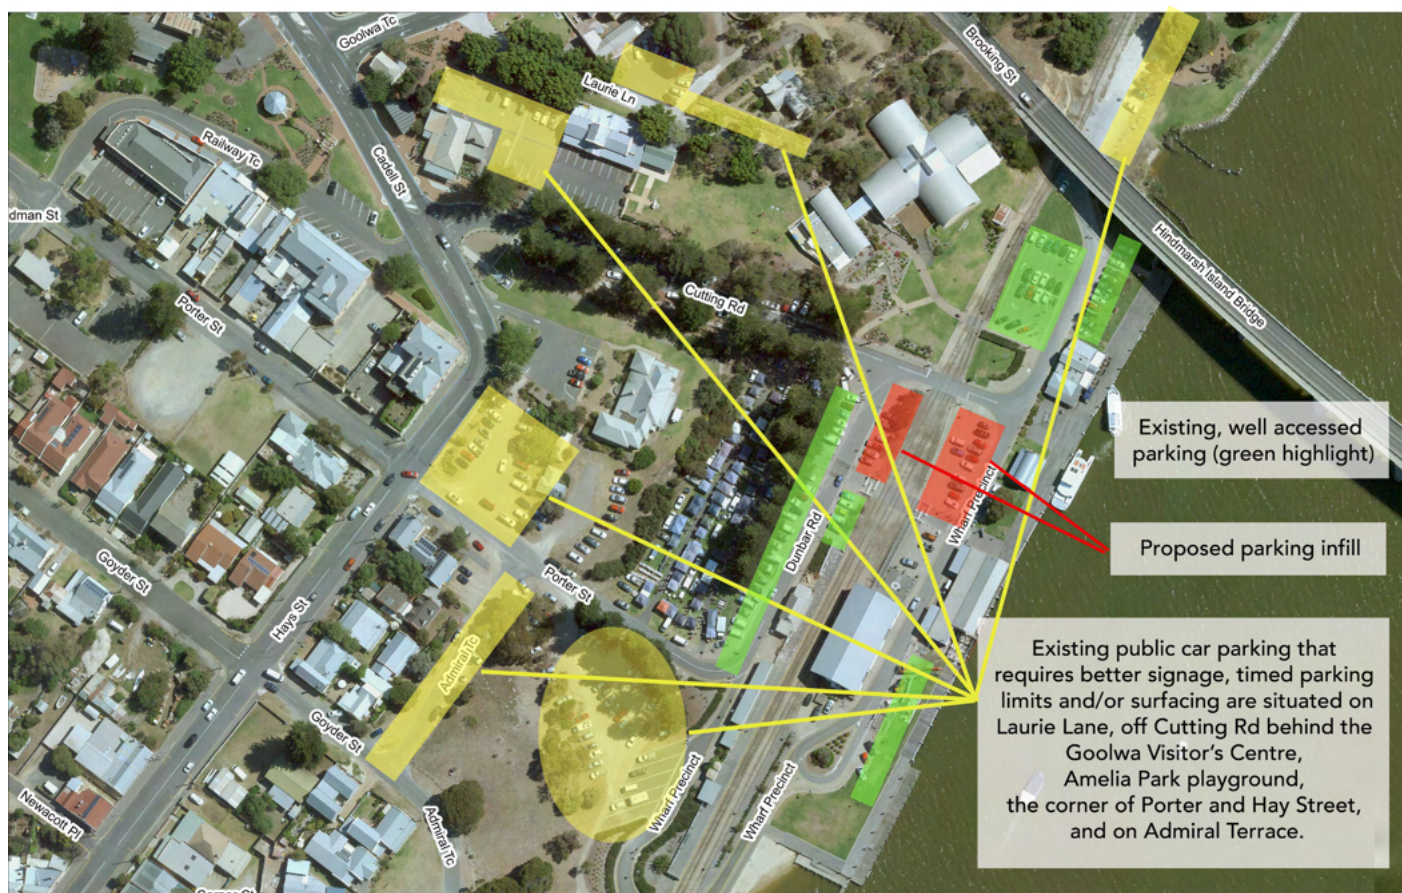 Goolwa Tc
Laurie Ln
Brooking St
Railway Tc
Cadell St
dman St
Porter St
Cutting Rd
Hindmarsh Island Bridge
Existing, well accessed
parking (green highlight)
Wharf Precinct
Dunbar Rd
Proposed parking infill
Goyder St
Porter St
Hays St
Admiral Tc
Existing public car parking that
requires better signage, timed parking
limits and/or surfacing are situated on
Laurie Lane, off Cutting Rd behind the
Goolwa Visitor's Centre,
Amelia Park playground,
the corner of Porter and Hay Street,
and on Admiral Terrace.
Goyder St
Wharf Precinct
Wharf Precinct
Newacott Pl
Admiral Tc